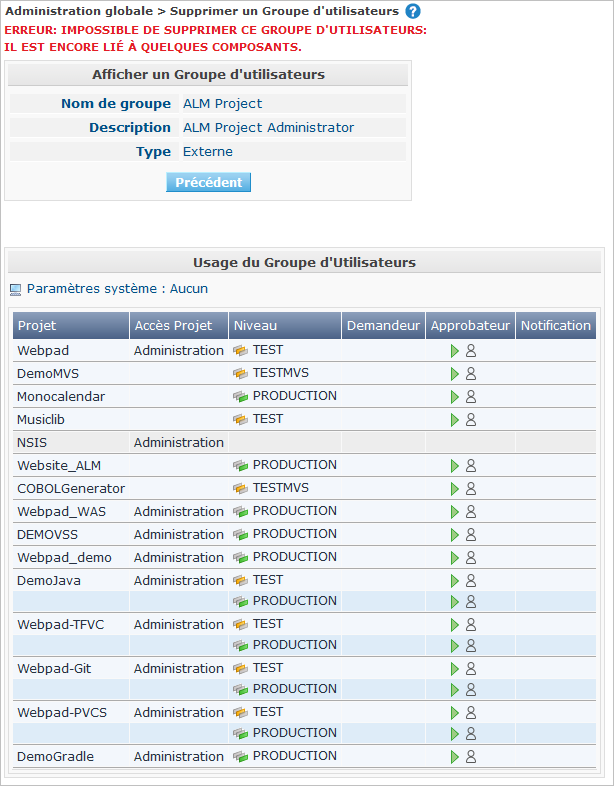 Administration globale > Supprimer un Groupe d'utilisateurs ?
ERREUR: IMPOSSIBLE DE SUPPRIMER CE GROUPE D'UTILISATEURS:
IL EST ENCORE LIÉ À QUELQUES COMPOSANTS.
Afficher un Groupe d'utilisateurs
Nom de groupe ALM Project
Description ALM Project Administrator
Type Externe
Précédent
Usage du Groupe d'Utilisateurs
Paramètres système : Aucun
Projet Accès Projet Niveau Demandeur Approbateur Notification
Webpad Administration TEST
DemoMVS TESTMVS
Monocalendar PRODUCTION
Musiclib TEST
NSIS Administration
Website_ALM PRODUCTION
COBOLGenerator TESTMVS
Webpad_WAS Administration PRODUCTION
DEMOVSS Administration PRODUCTION
Webpad_demo Administration PRODUCTION
DemoJava Administration TEST
PRODUCTION
Webpad-TFVC Administration TEST
PRODUCTION
Webpad-Git Administration TEST
PRODUCTION
Webpad-PVCS Administration TEST
PRODUCTION
DemoGradle Administration PRODUCTION